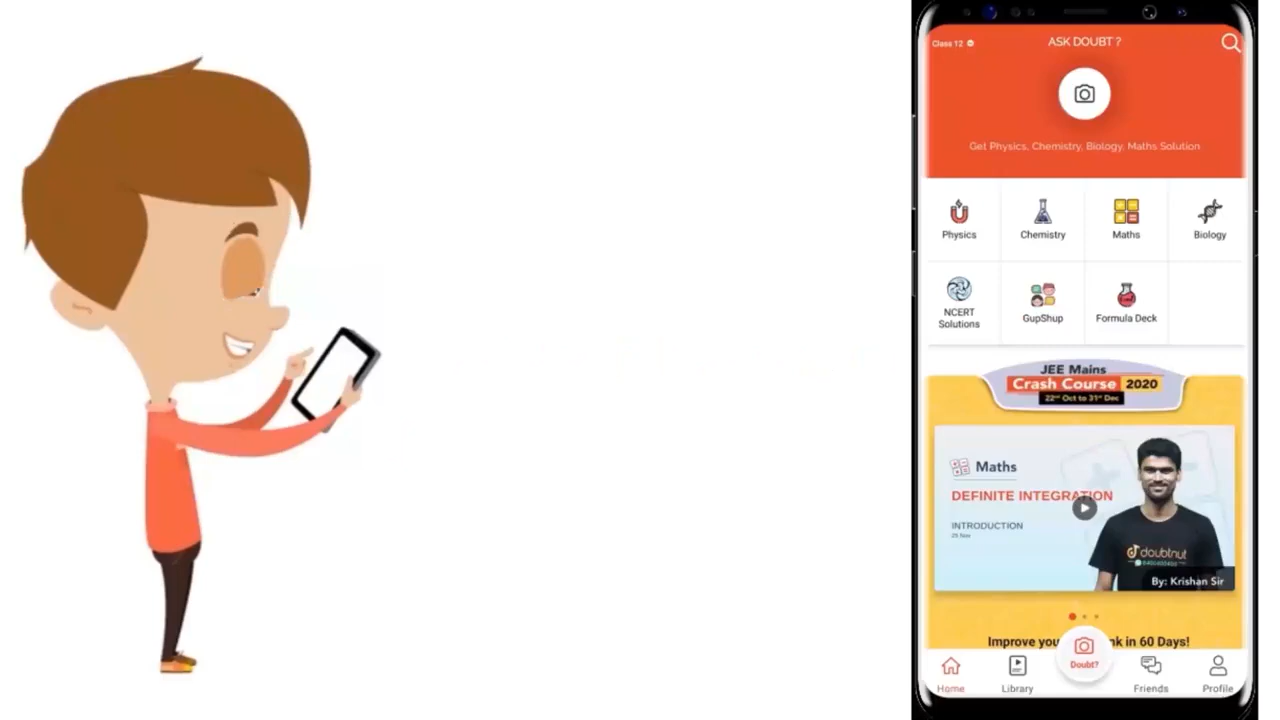 Class 12
ASK DOUBT ?
Get Physics, Chemistry, Biology, Maths Solution
Physics
Chemistry
Maths
Biology
NCERT
Solutions
GupShup
Formula Deck
JEE Mains
Crash Course 2020
22nd Oct to 31st Dec
Maths
DEFINITE INTEGRATION
INTRODUCTION
25 Nov
doubtnut
By: Krishan Sir
in 60 Days!
Doubt?
Home
Library
Friends
Profile